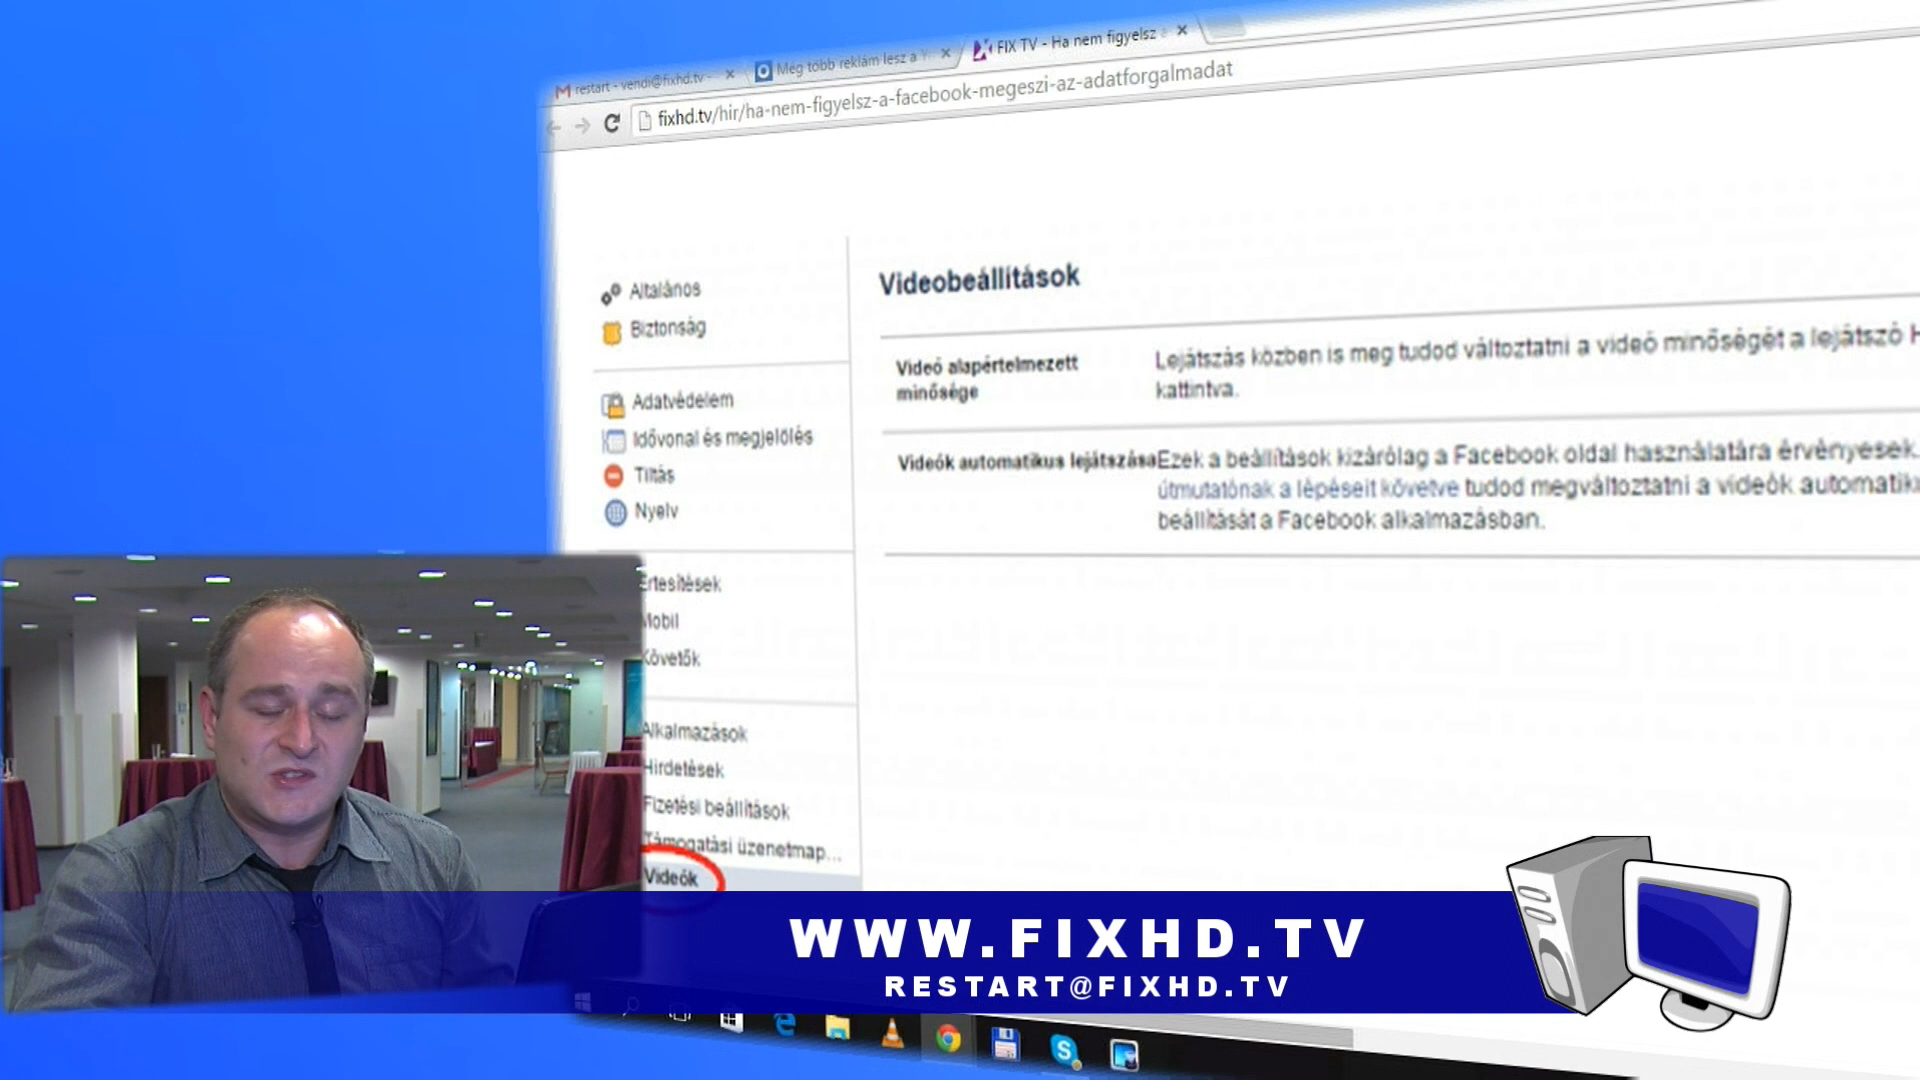 restart - vendi@fixhd.tv -
Még több reklám lesz a Y
FIX TV - Ha nem figyelsz a
fixhd.tv/hir/ha-nem-figyelsz-a-facebook-megeszi-az-adatforgalmadat
Általános
Biztonság
Adatvédelem
Idővonal és megjelölés
Tiltás
Nyelv
Értesítések
Mobil
Követők
Alkalmazások
Hirdetések
Fizetési beállítások
Támogatási üzenetmap...
Videók
Videobeállítások
Videó alapértelmezett
minősége
Lejátszás közben is meg tudod változtatni a videó minőségét a lejátszó H
kattintva.
Videók automatikus lejátszása
Ezek a beállítások kizárólag a Facebook oldal használatára érvényesek.
útmutatónak a lépéseit követve tudod megváltoztatni a videók automatik
beállítását a Facebook alkalmazásban.
WWW.FIXHD.TV
RESTART@FIXHD.TV